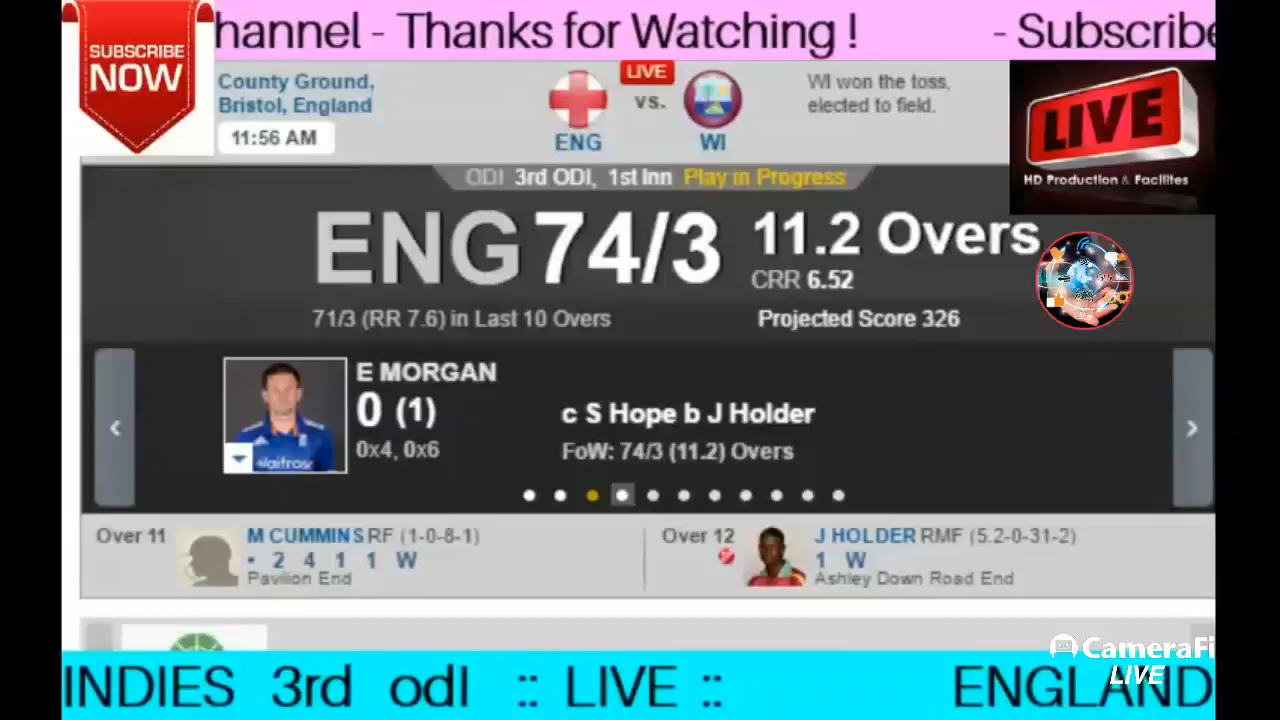 hannel - Thanks for Watching ! - Subscribe
SUBSCRIBE
NOW
County Ground,
Bristol, England
11:56 AM
LIVE
vs.
ENG
WI
WI won the toss,
elected to field.
LIVE
HD Production & Facilites
ODI 3rd ODI, 1st Inn Play in Progress
ENG 74/3
11.2 Overs
CRR 6.52
71/3 (RR 7.6) in Last 10 Overs
Projected Score 326
E MORGAN
0 (1)
0x4, 0x6
c S Hope b J Holder
FoW: 74/3 (11.2) Overs
waitrose
Over 11
M CUMMINS RF (1-0-8-1)
• 2 4 1 1 W
Pavilion End
Over 12
J HOLDER RMF (5.2-0-31-2)
1 W
Ashley Down Road End
CameraFi
LIVE
INDIES 3rd odI :: LIVE :: ENGLAND